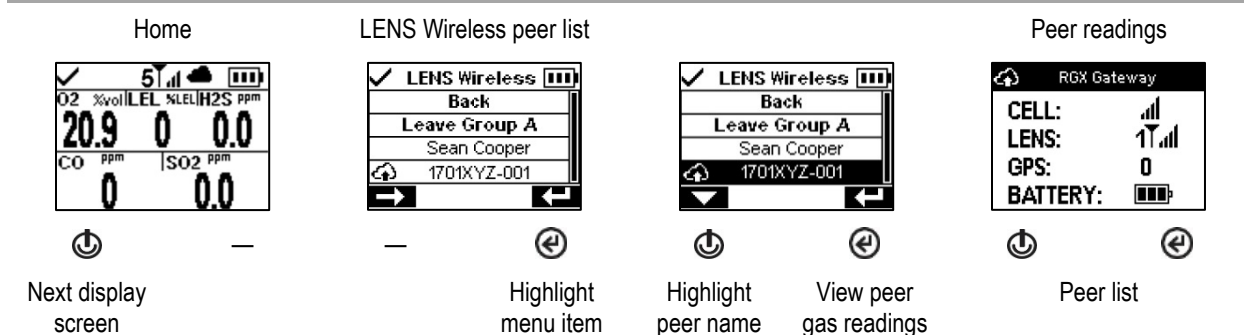 Home
LENS Wireless peer list
Peer readings
5
O2 %vol LEL %LEL H2S ppm
20.9 0 0.0
CO ppm SO2 ppm
0 0.0
LENS Wireless
Back
Leave Group A
Sean Cooper
1701XYZ-001
LENS Wireless
Back
Leave Group A
Sean Cooper
1701XYZ-001
RGX Gateway
CELL:
LENS: 1
GPS: 0
BATTERY:
— —
Next display
screen
Highlight
menu item
Highlight
peer name
View peer
gas readings
Peer list